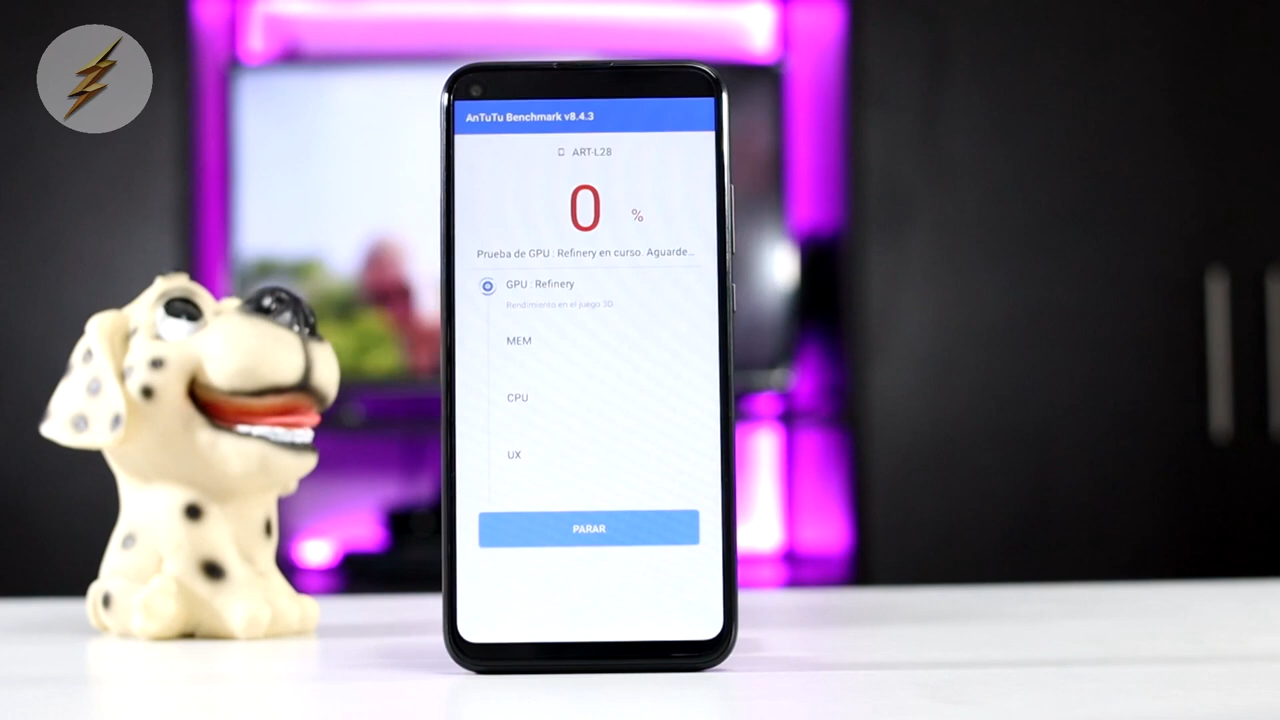 AnTuTu Benchmark v8.4.3
ART-L28
0 %
Prueba de GPU : Refinery en curso. Aguarde...
GPU : Refinery
Rendimiento en el juego 3D
MEM
CPU
UX
PARAR